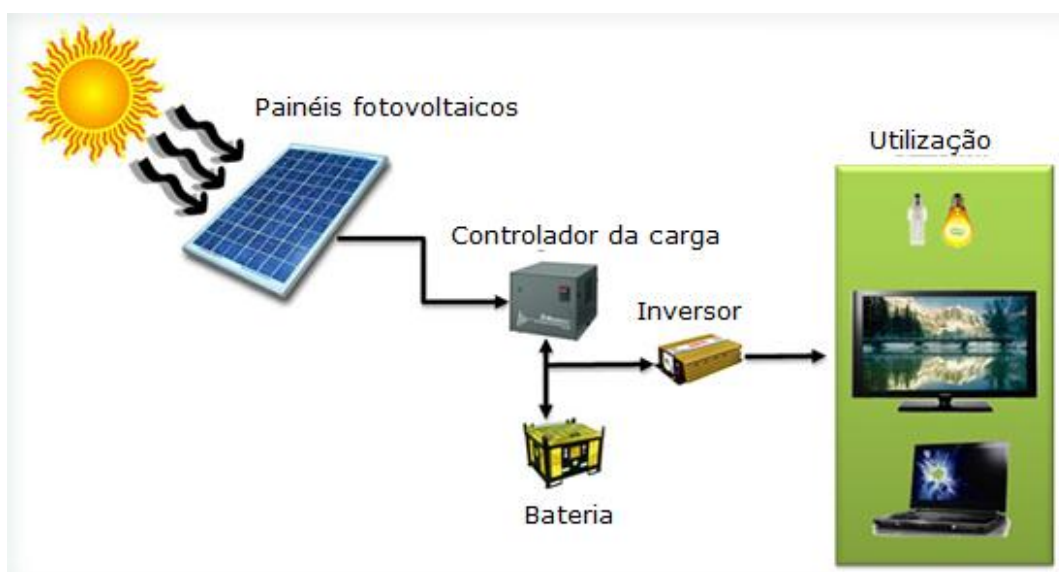 Painéis fotovoltaicos
Utilização
Controlador da carga
Inversor
Bateria